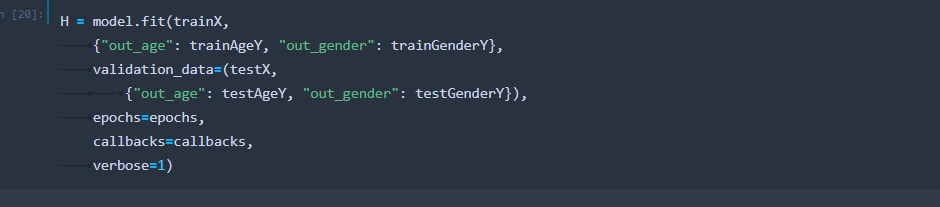 n [20]:
H = model.fit(trainX,
{"out_age": trainAgeY, "out_gender": trainGenderY},
validation_data=(testX,
{"out_age": testAgeY, "out_gender": testGenderY}),
epochs=epochs,
callbacks=callbacks,
verbose=1)